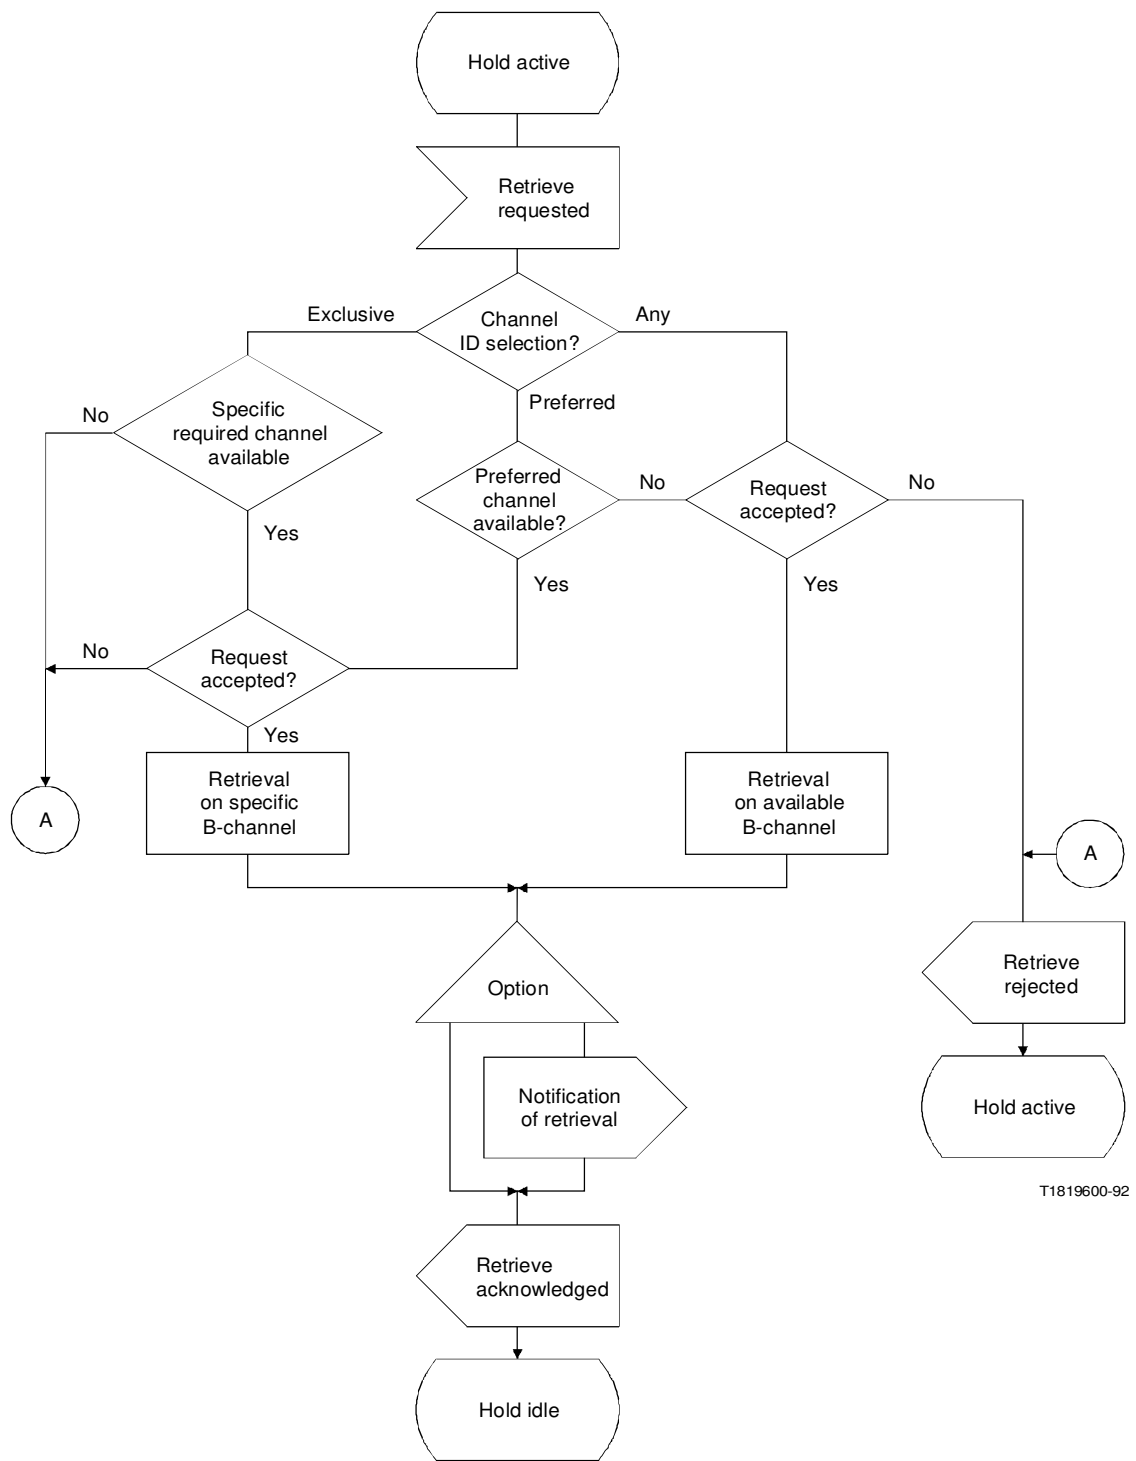 Hold active
Retrieve
requested
Exclusive
Channel
ID selection?
Any
Preferred
No
Specific
required channel
available
Yes
Preferred
channel
available?
No
Request
accepted?
No
Yes
Yes
No
Request
accepted?
Yes
Retrieval
on specific
B-channel
Retrieval
on available
B-channel
A
A
Option
Retrieve
rejected
Notification
of retrieval
Hold active
T1819600-92
Retrieve
acknowledged
Hold idle